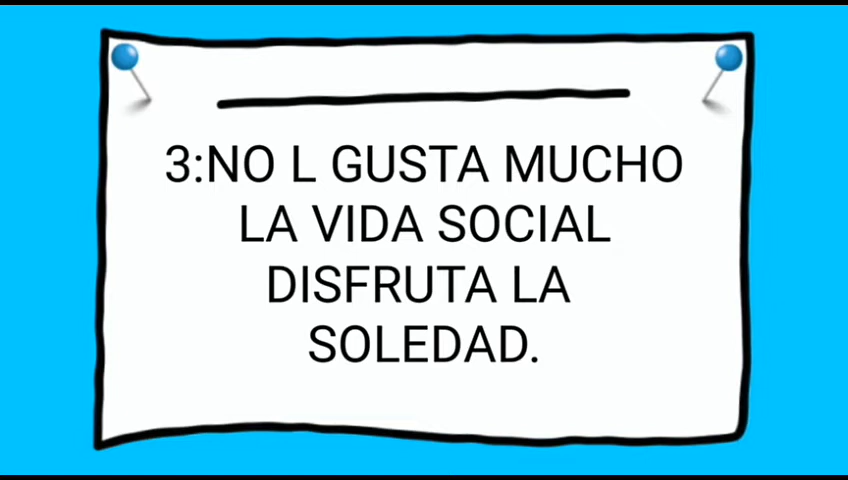 3:NO L GUSTA MUCHO
LA VIDA SOCIAL
DISFRUTA LA
SOLEDAD.